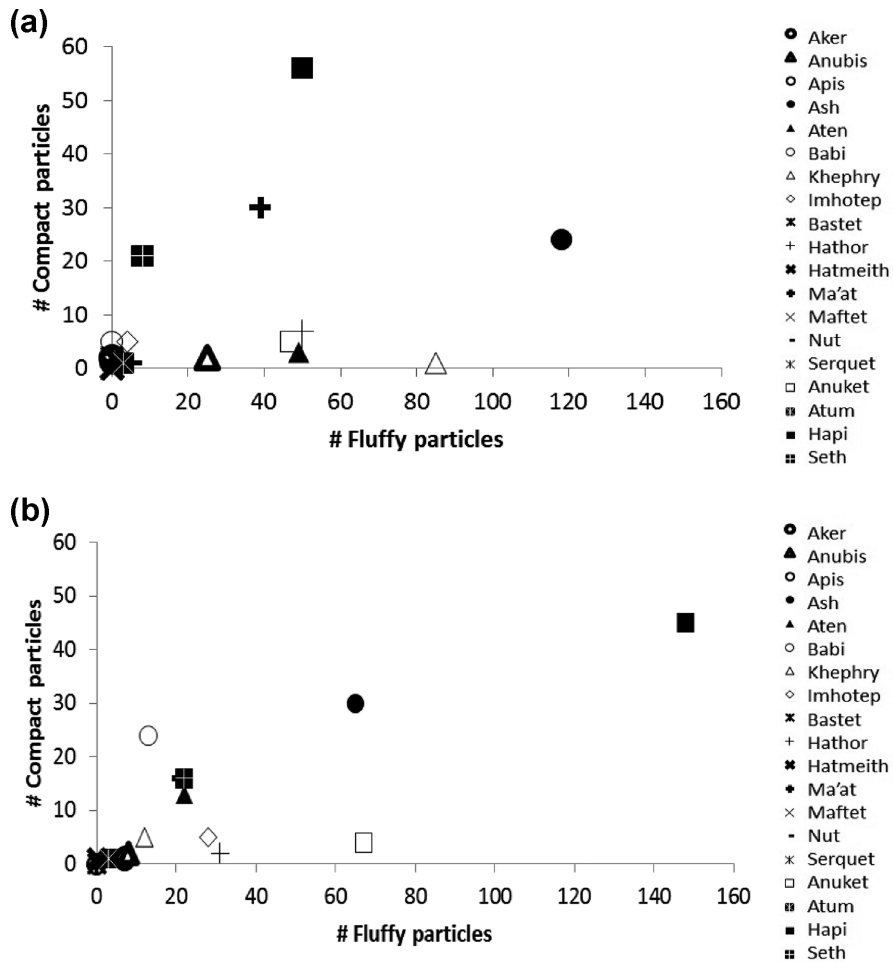 (a)
60
50
40
30
20
10
0
# Compact particles
0 20 40 60 80 100 120 140 160
# Fluffy particles
Aker
Anubis
Apis
Ash
Aten
Babi
Khephry
Imhotep
Bastet
Hathor
Hatmeith
Ma'at
Maftet
Nut
Serquet
Anuket
Atum
Hapi
Seth
(b)
60
50
40
30
20
10
0
# Compact particles
0 20 40 60 80 100 120 140 160
# Fluffy particles
Aker
Anubis
Apis
Ash
Aten
Babi
Khephry
Imhotep
Bastet
Hathor
Hatmeith
Ma'at
Maftet
Nut
Serquet
Anuket
Atum
Hapi
Seth